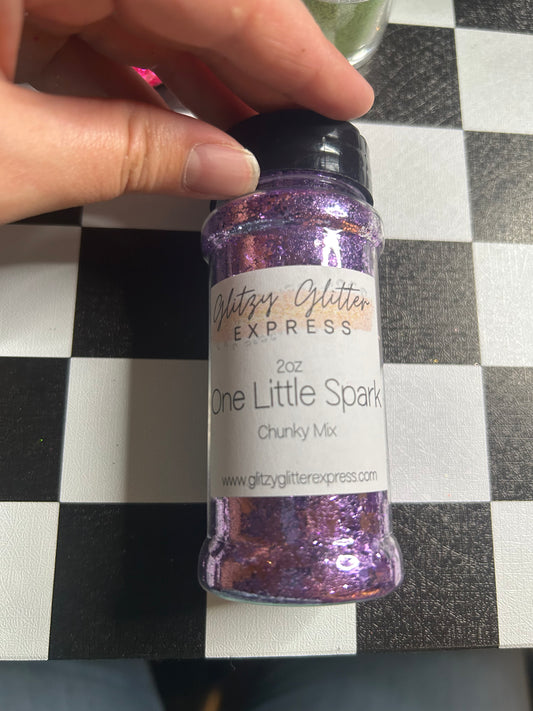 Glitzy Glitter
EXPRESS
2oz
One Little Spark
Chunky Mix
www.glitzyglitterexpress.com